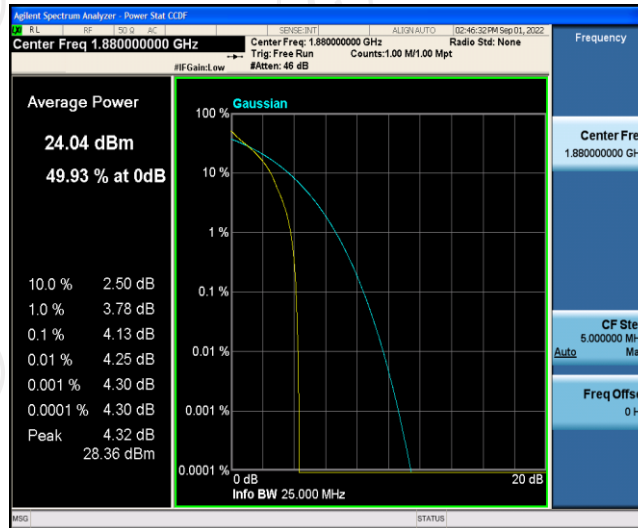 Agilent Spectrum Analyzer - Power Stat CCDF
RL RF 50 Ω AC SENSE:INT ALIGNAUTO 02:46:32PM Sep 01, 2022
Center Freq 1.880000000 GHz
Center Freq: 1.880000000 GHz Radio Std: None
Trig: Free Run Counts:1.00 M/1.00 Mpt
#IFGain:Low #Atten: 46 dB
Frequency
Average Power
24.04 dBm
49.93 % at 0dB
10.0 % 2.50 dB
1.0 % 3.78 dB
0.1 % 4.13 dB
0.01 % 4.25 dB
0.001 % 4.30 dB
0.0001 % 4.30 dB
Peak 4.32 dB
28.36 dBm
Gaussian
100 %
10 %
1 %
0.1 %
0.01 %
0.001 %
0.0001 %
0 dB 20 dB
Info BW 25.000 MHz
Center Fre
1.880000000 GH
CF Ste
5.000000 MH
Auto Ma
Freq Offs
0 H
MSG STATUS